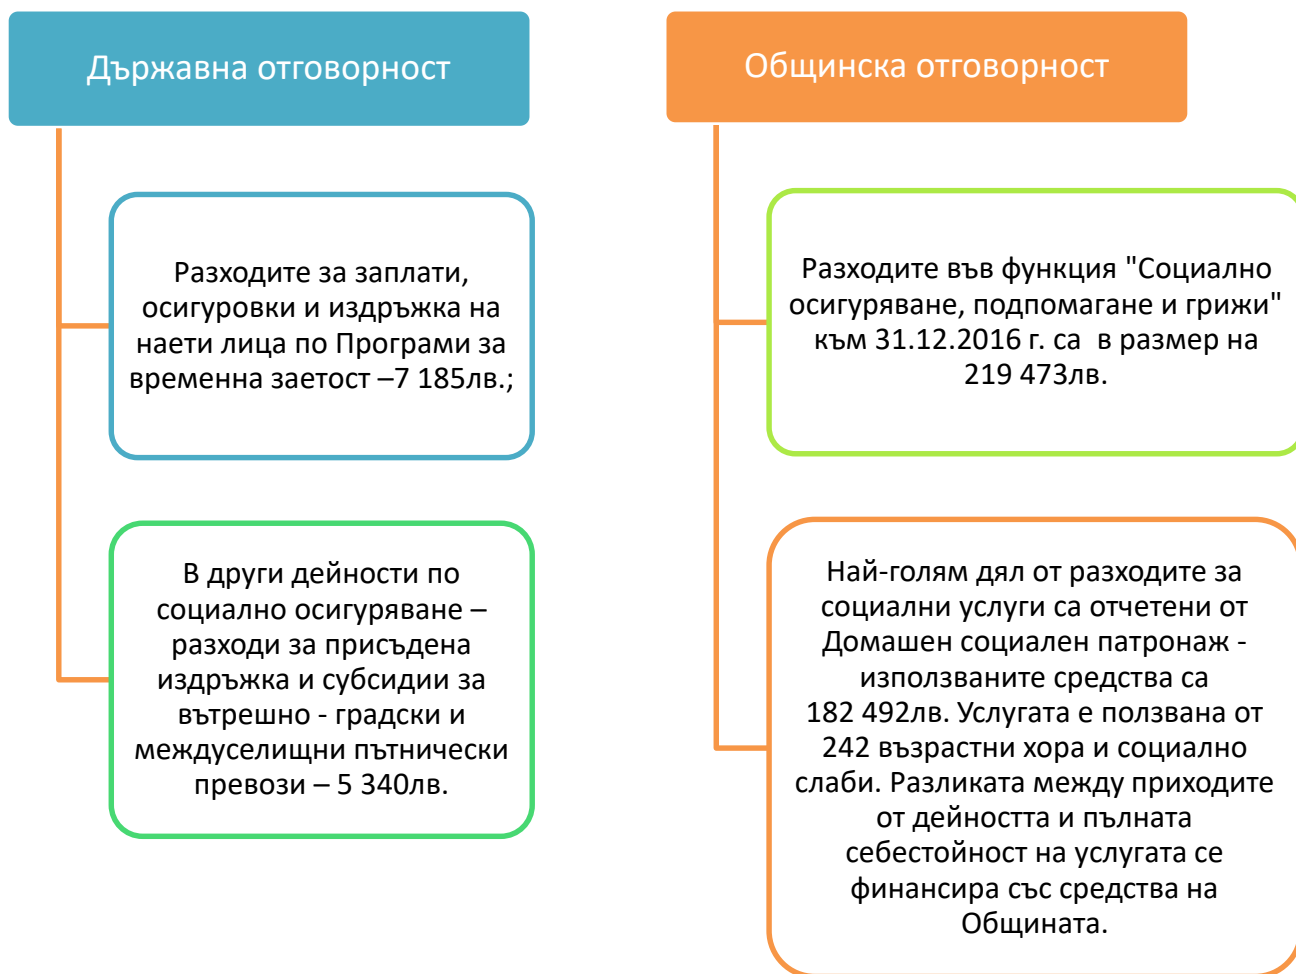 Държавна отговорност
Разходите за заплати,
осигуровки и издръжка на
наети лица по Програми за
временна заетост –7 185лв.;
В други дейности по
социално осигуряване –
разходи за присъдена
издръжка и субсидии за
вътрешно - градски и
междуселищни пътнически
превози – 5 340лв.
Общинска отговорност
Разходите във функция "Социално
осигуряване, подпомагане и грижи"
към 31.12.2016 г. са  в размер на
219 473лв.
Най-голям дял от разходите за
социални услуги са отчетени от
Домашен социален патронаж -
използваните средства са
182 492лв. Услугата е ползвана от
242 възрастни хора и социално
слаби. Разликата между приходите
от дейността и пълната
себестойност на услугата се
финансира със средства на
Общината.